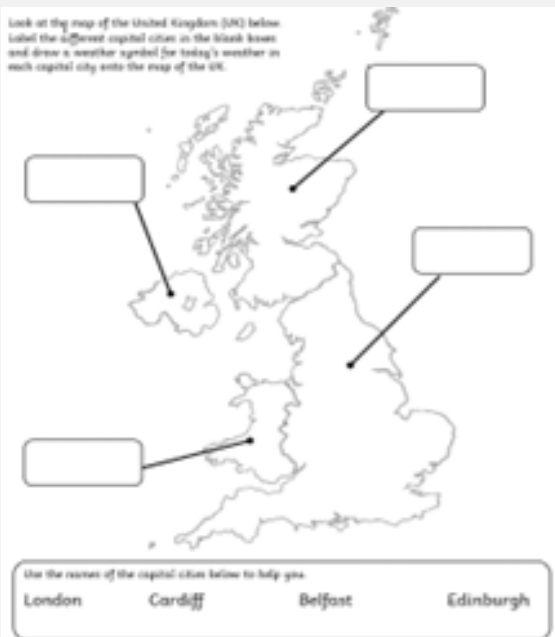 Look at the map of the United Kingdom (UK) below.
Label the different capital cities in the blank boxes
and draw a weather symbol for today's weather in
each capital city onto the map of the UK.
Use the names of the capital cities below to help you.
London Cardiff Belfast Edinburgh